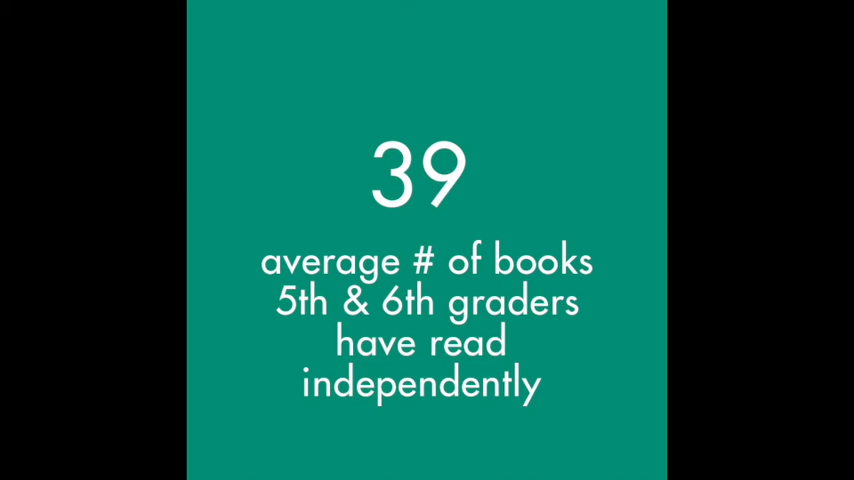 39
average # of books
5th & 6th graders
have read
independently